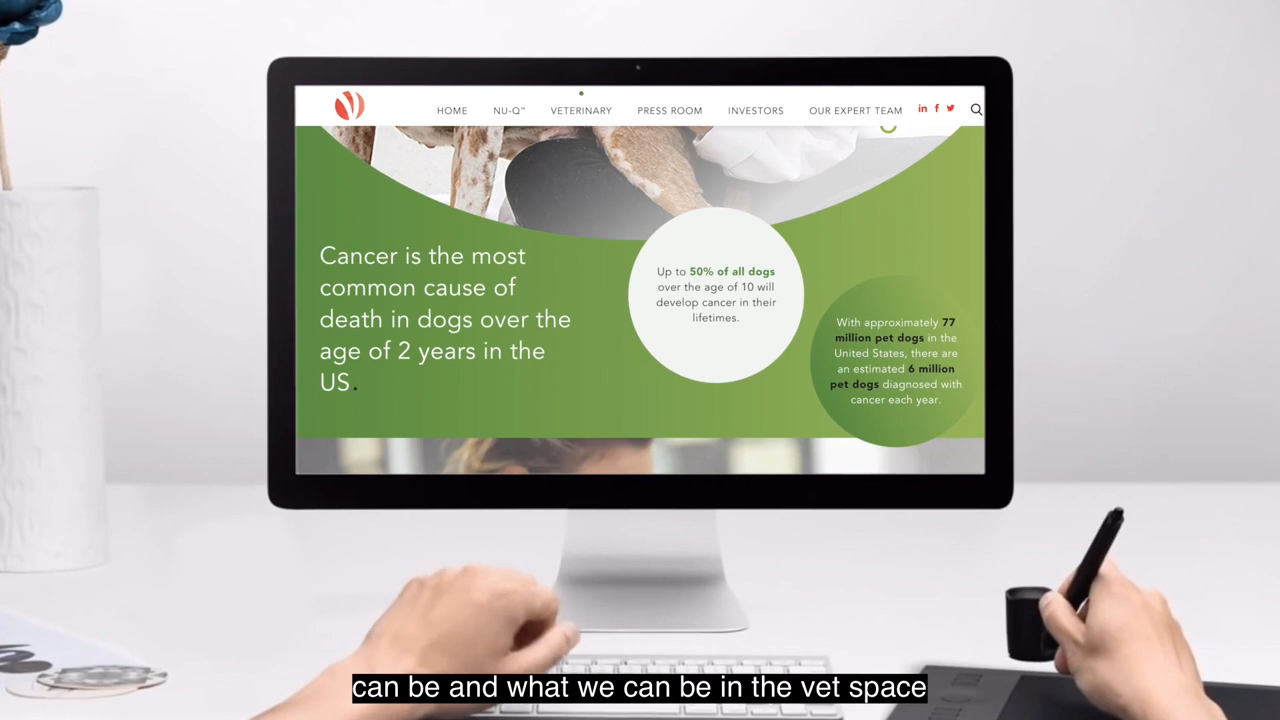 HOME NU-Q™ VETERINARY PRESS ROOM INVESTORS OUR EXPERT TEAM in f
Cancer is the most
common cause of
death in dogs over the
age of 2 years in the
US.
Up to 50% of all dogs
over the age of 10 will
develop cancer in their
lifetimes.
With approximately 77
million pet dogs in the
United States, there are
an estimated 6 million
pet dogs diagnosed with
cancer each year.
can be and what we can be in the vet space